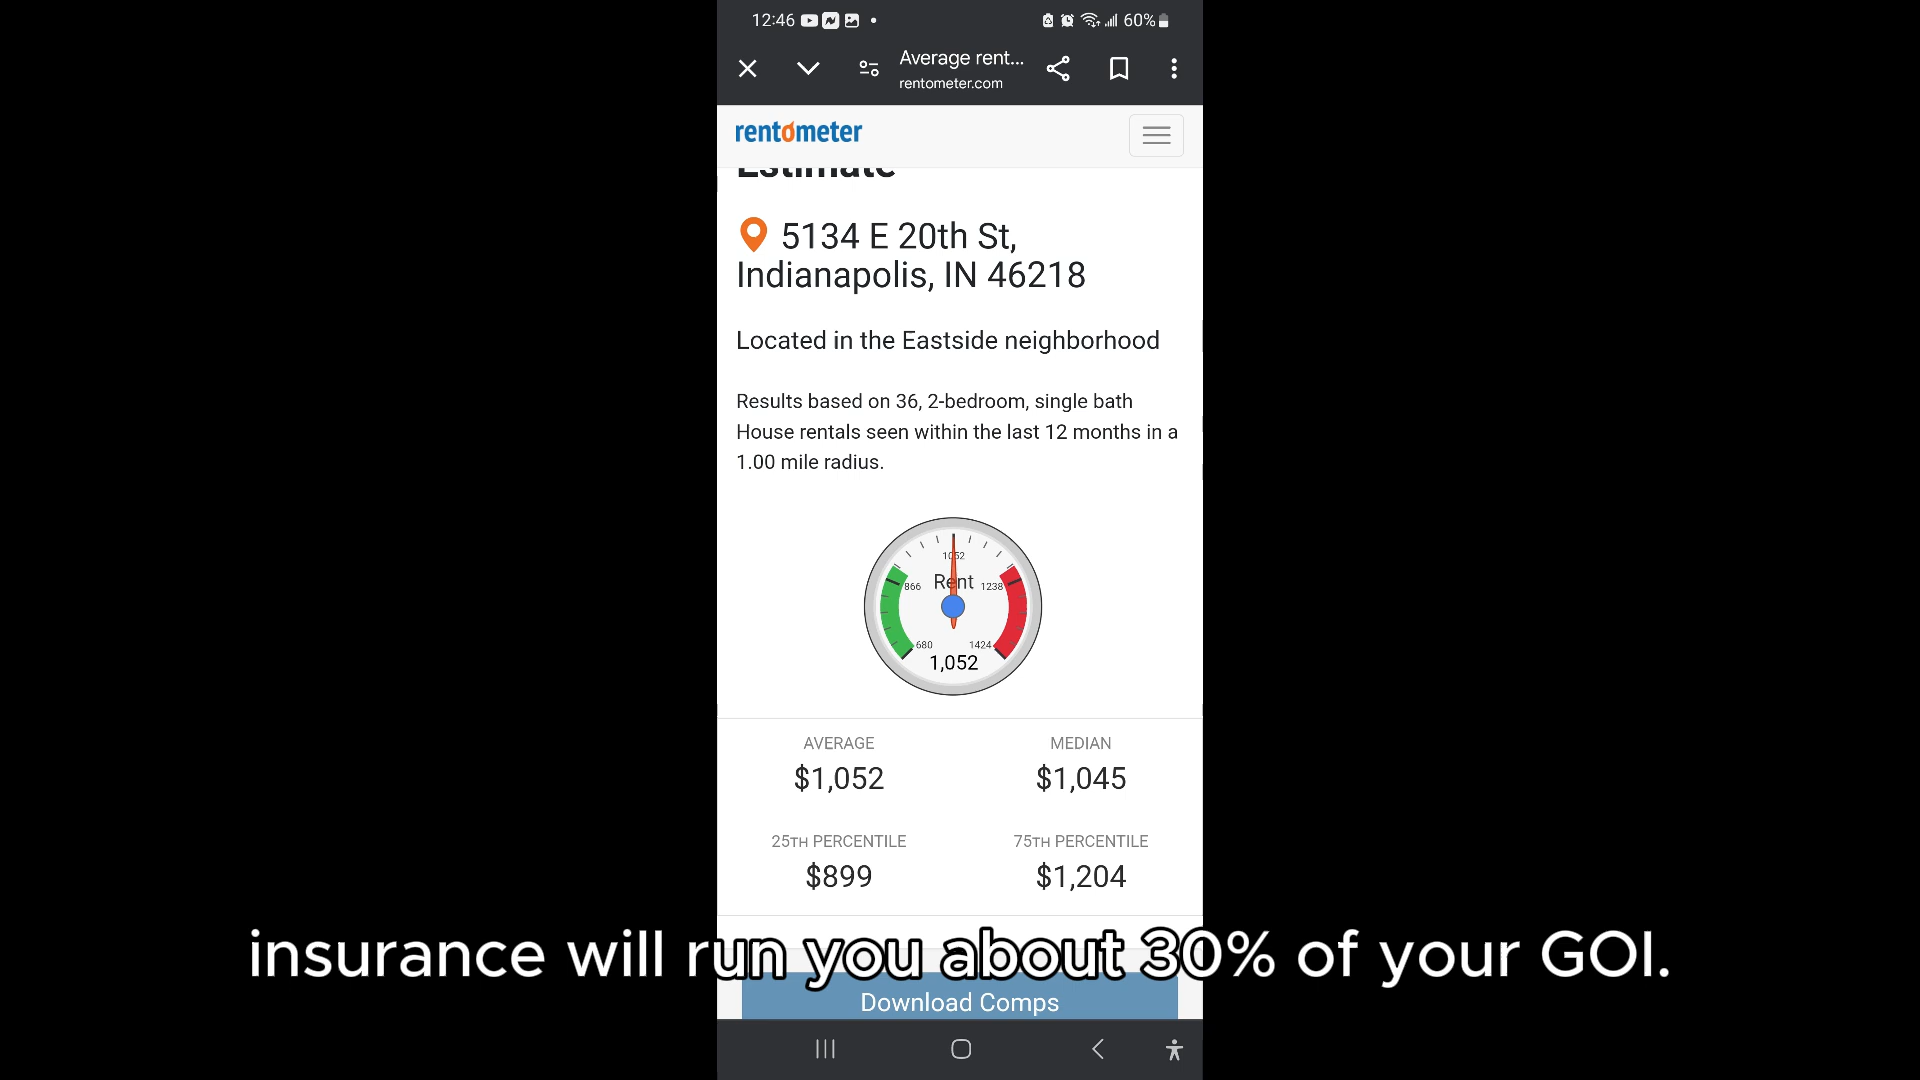 12:46
60%
Average rent...
rentometer.com
rentometer
Estimate
5134 E 20th St,
Indianapolis, IN 46218
Located in the Eastside neighborhood
Results based on 36, 2-bedroom, single bath
House rentals seen within the last 12 months in a
1.00 mile radius.
1052
866 Rent 1238
680 1424
1,052
AVERAGE MEDIAN
$1,052 $1,045
25TH PERCENTILE 75TH PERCENTILE
$899 $1,204
insurance will run you about 30% of your GOI.
Download Comps